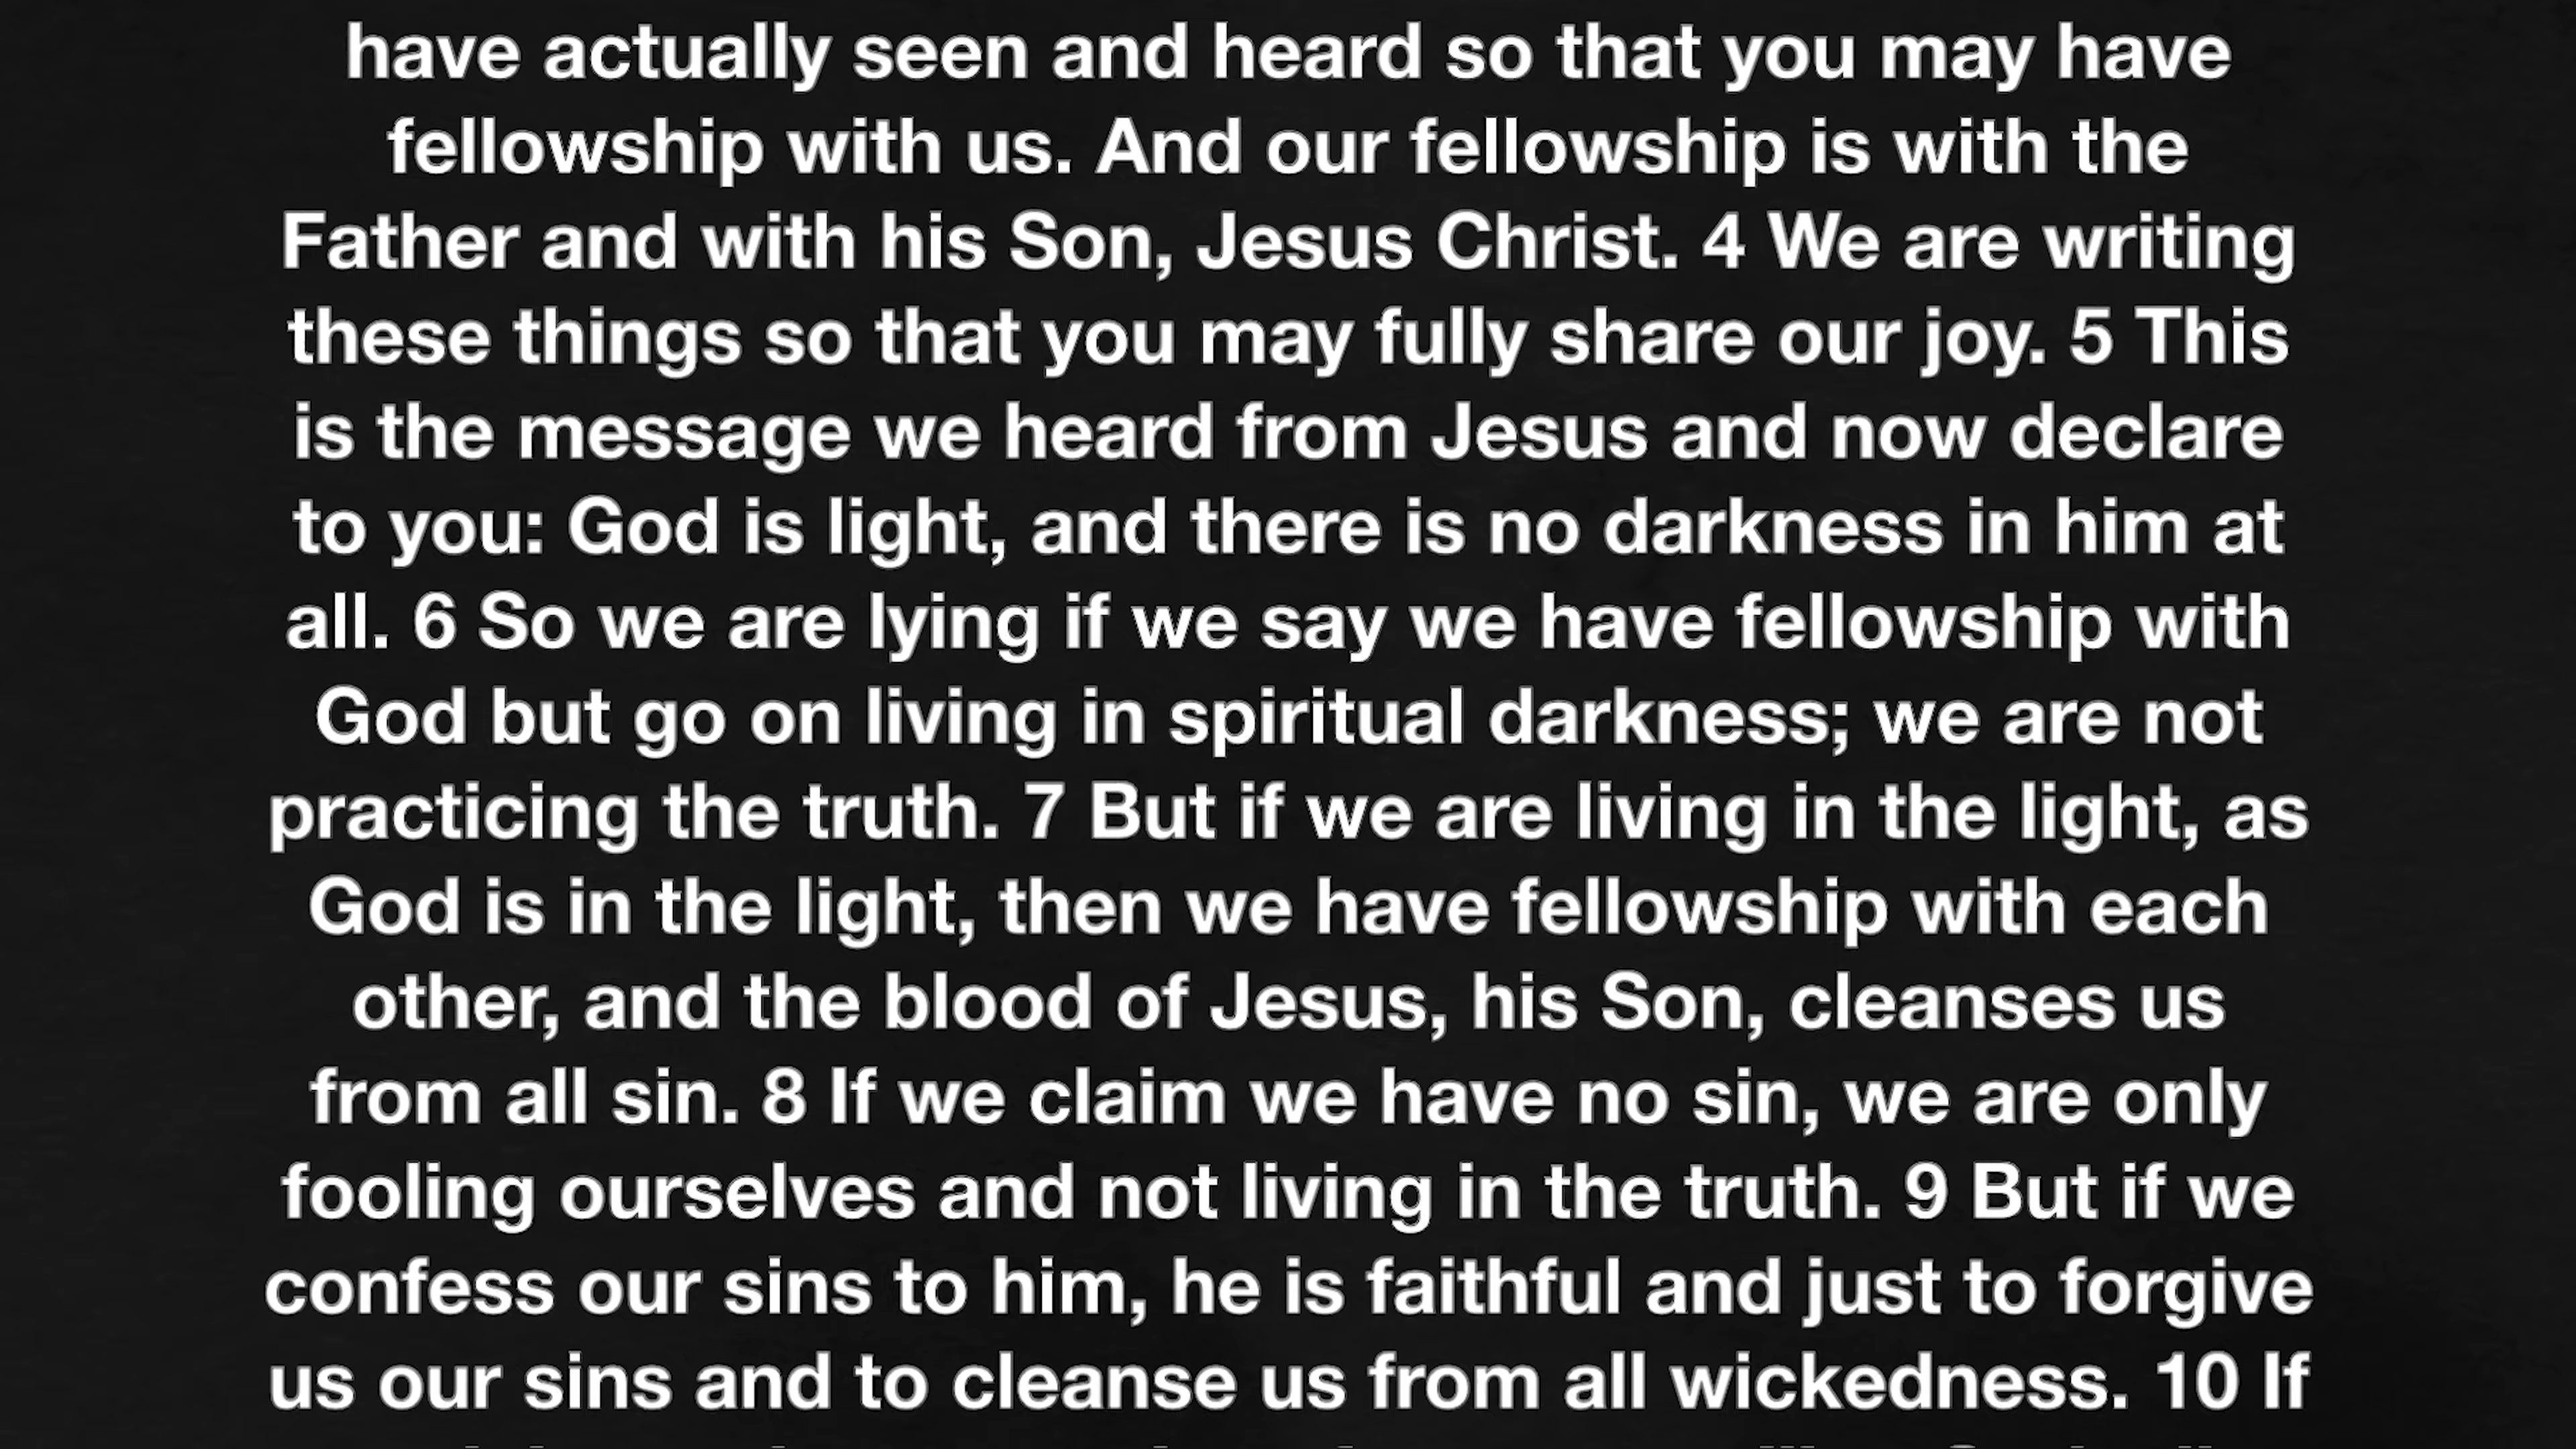 have actually seen and heard so that you may have
fellowship with us. And our fellowship is with the
Father and with his Son, Jesus Christ. 4 We are writing
these things so that you may fully share our joy. 5 This
is the message we heard from Jesus and now declare
to you: God is light, and there is no darkness in him at
all. 6 So we are lying if we say we have fellowship with
God but go on living in spiritual darkness; we are not
practicing the truth. 7 But if we are living in the light, as
God is in the light, then we have fellowship with each
other, and the blood of Jesus, his Son, cleanses us
from all sin. 8 If we claim we have no sin, we are only
fooling ourselves and not living in the truth. 9 But if we
confess our sins to him, he is faithful and just to forgive
us our sins and to cleanse us from all wickedness. 10 If